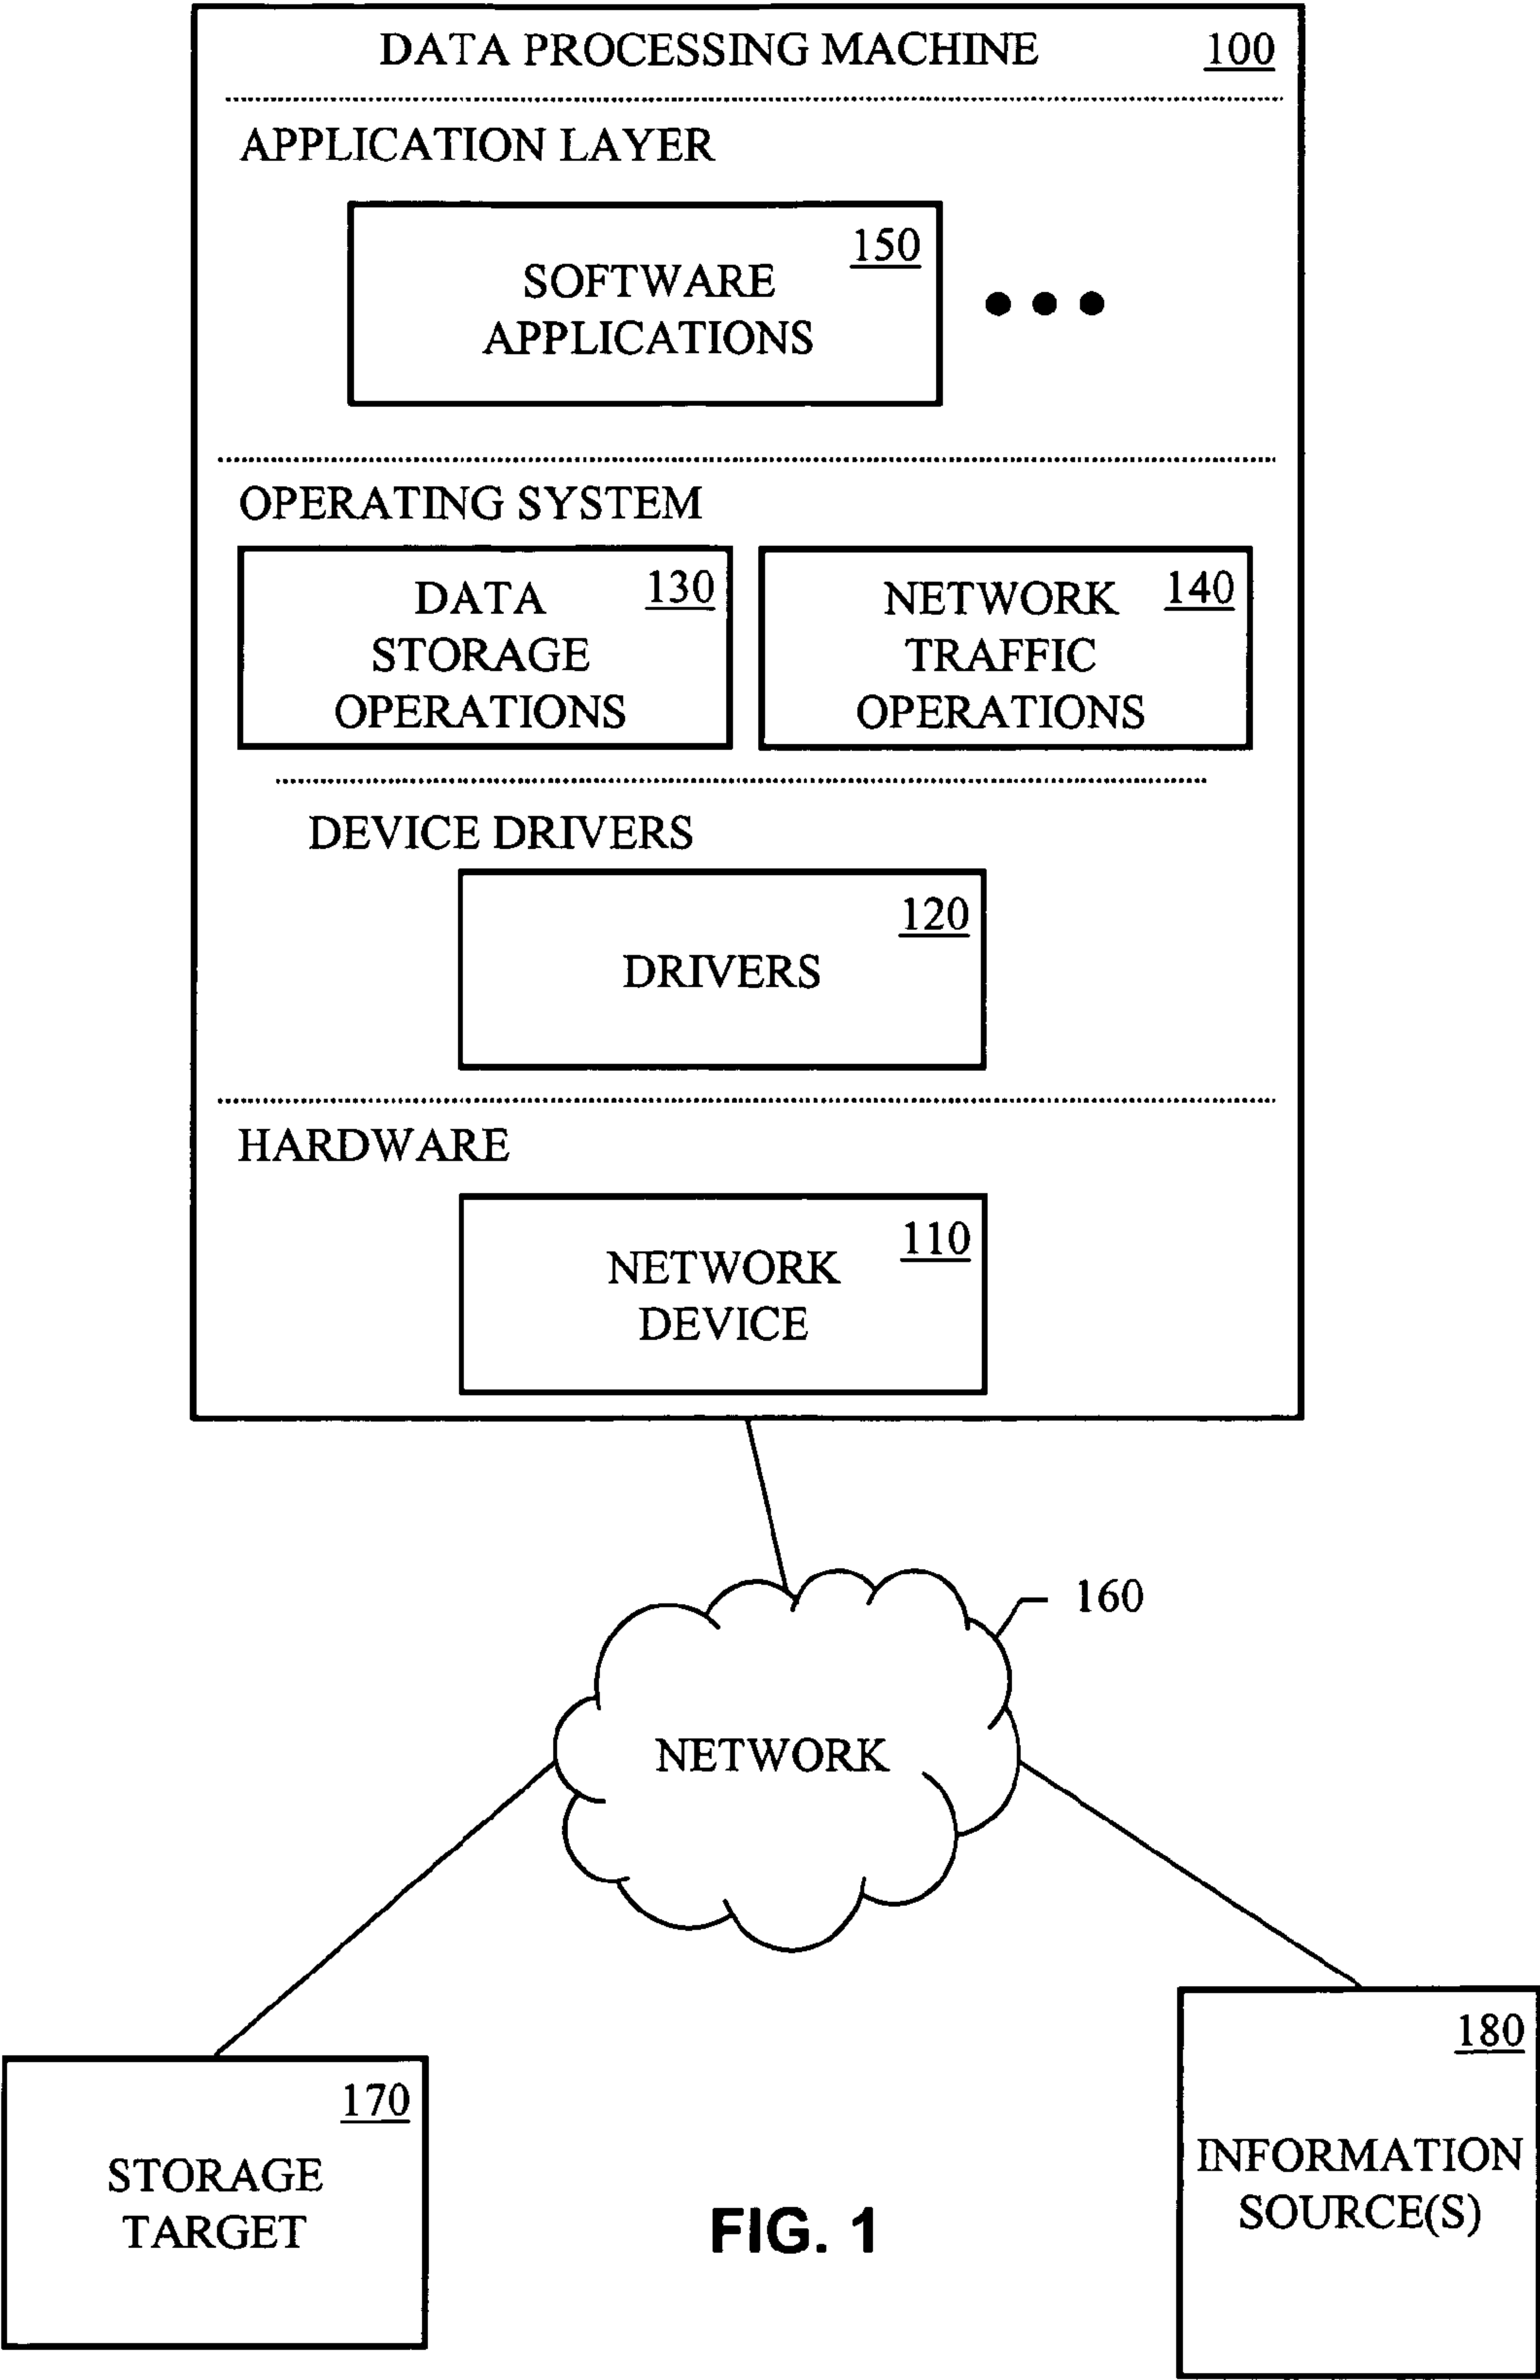 DATA PROCESSING MACHINE 100
APPLICATION LAYER
150
SOFTWARE
APPLICATIONS
OPERATING SYSTEM
DATA 130
STORAGE
OPERATIONS
NETWORK 140
TRAFFIC
OPERATIONS
DEVICE DRIVERS
120
DRIVERS
HARDWARE
110
NETWORK
DEVICE
160
NETWORK
170
STORAGE
TARGET
180
INFORMATION
SOURCE(S)
FIG. 1